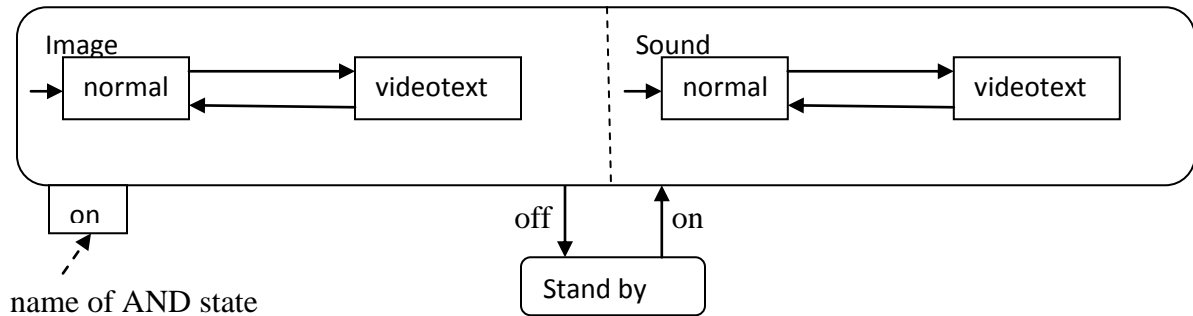 Image
Sound
normal
videotext
normal
videotext
on
off
on
Stand by
name of AND state